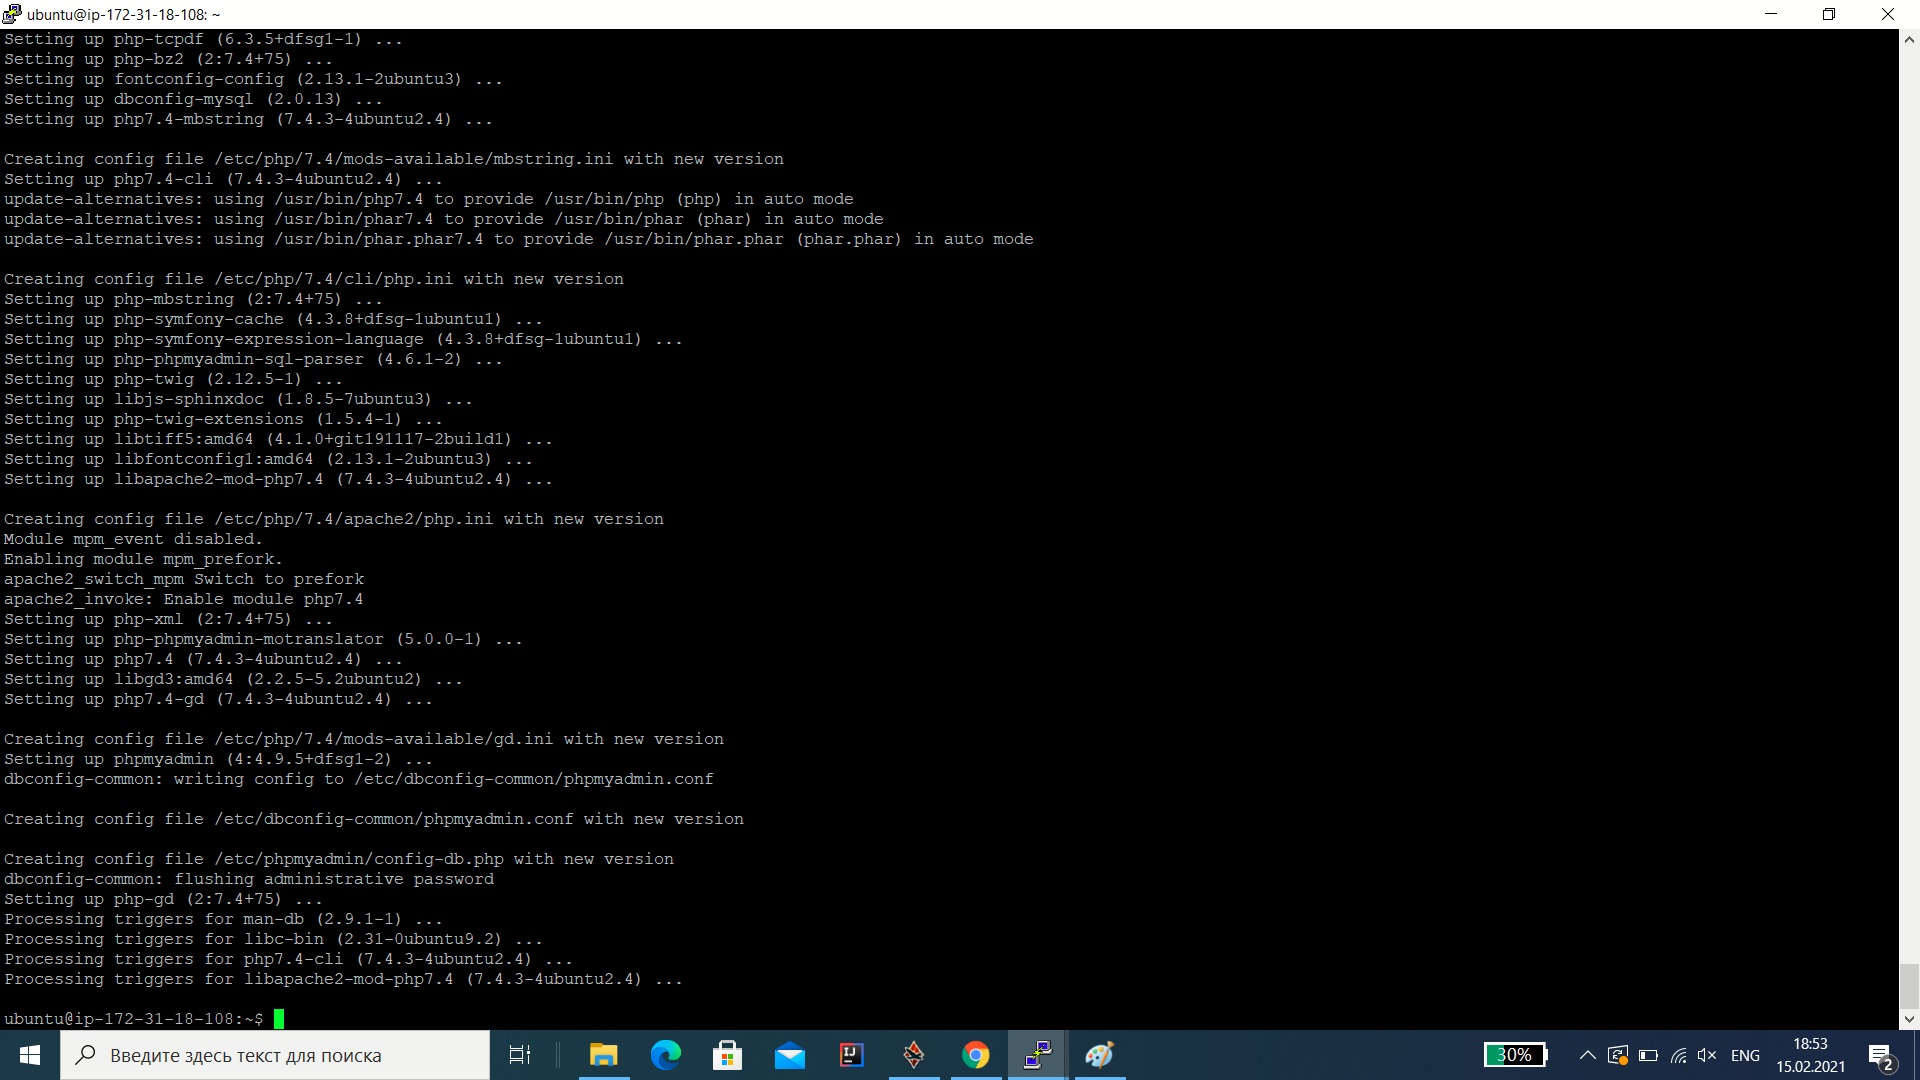 ubuntu@ip-172-31-18-108: ~
Setting up php-tcpdf (6.3.5+dfsg1-1) ...
Setting up php-bz2 (2:7.4+75) ...
Setting up fontconfig-config (2.13.1-2ubuntu3) ...
Setting up dbconfig-mysql (2.0.13) ...
Setting up php7.4-mbstring (7.4.3-4ubuntu2.4) ...
Creating config file /etc/php/7.4/mods-available/mbstring.ini with new version
Setting up php7.4-cli (7.4.3-4ubuntu2.4) ...
update-alternatives: using /usr/bin/php7.4 to provide /usr/bin/php (php) in auto mode
update-alternatives: using /usr/bin/phar7.4 to provide /usr/bin/phar (phar) in auto mode
update-alternatives: using /usr/bin/phar.phar7.4 to provide /usr/bin/phar.phar (phar.phar) in auto mode
Creating config file /etc/php/7.4/cli/php.ini with new version
Setting up php-mbstring (2:7.4+75) ...
Setting up php-symfony-cache (4.3.8+dfsg-1ubuntu1) ...
Setting up php-symfony-expression-language (4.3.8+dfsg-1ubuntu1) ...
Setting up php-phpmyadmin-sql-parser (4.6.1-2) ...
Setting up php-twig (2.12.5-1) ...
Setting up libjs-sphinxdoc (1.8.5-7ubuntu3) ...
Setting up php-twig-extensions (1.5.4-1) ...
Setting up libtiff5:amd64 (4.1.0+git191117-2build1) ...
Setting up libfontconfig1:amd64 (2.13.1-2ubuntu3) ...
Setting up libapache2-mod-php7.4 (7.4.3-4ubuntu2.4) ...
Creating config file /etc/php/7.4/apache2/php.ini with new version
Module mpm_event disabled.
Enabling module mpm_prefork.
apache2_switch_mpm Switch to prefork
apache2_invoke: Enable module php7.4
Setting up php-xml (2:7.4+75) ...
Setting up php-phpmyadmin-motranslator (5.0.0-1) ...
Setting up php7.4 (7.4.3-4ubuntu2.4) ...
Setting up libgd3:amd64 (2.2.5-5.2ubuntu2) ...
Setting up php7.4-gd (7.4.3-4ubuntu2.4) ...
Creating config file /etc/php/7.4/mods-available/gd.ini with new version
Setting up phpmyadmin (4:4.9.5+dfsg1-2) ...
dbconfig-common: writing config to /etc/dbconfig-common/phpmyadmin.conf
Creating config file /etc/dbconfig-common/phpmyadmin.conf with new version
Creating config file /etc/phpmyadmin/config-db.php with new version
dbconfig-common: flushing administrative password
Setting up php-gd (2:7.4+75) ...
Processing triggers for man-db (2.9.1-1) ...
Processing triggers for libc-bin (2.31-0ubuntu9.2) ...
Processing triggers for php7.4-cli (7.4.3-4ubuntu2.4) ...
Processing triggers for libapache2-mod-php7.4 (7.4.3-4ubuntu2.4) ...
ubuntu@ip-172-31-18-108:~$
Введите здесь текст для поиска
IJ
30%
ENG
18:53
15.02.2021
2